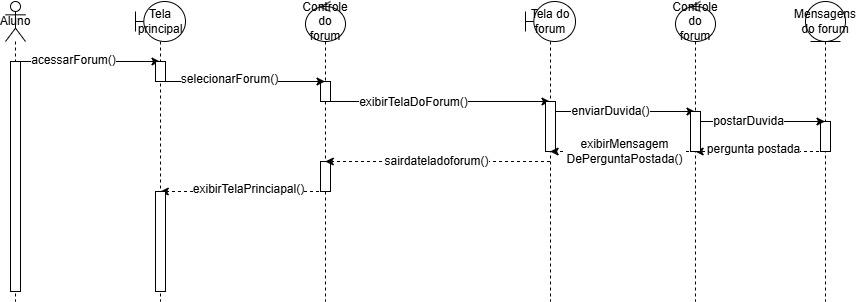 Aluno
Tela
principal
Controle
do
forum
Tela do
forum
Controle
do
forum
Mensagens
do forum
acessarForum()
selecionarForum()
exibirTelaDoForum()
enviarDuvida()
postarDuvida
exibirMensagem
DePerguntaPostada()
pergunta postada
sairdateladoforum()
exibirTelaPrinciapal()